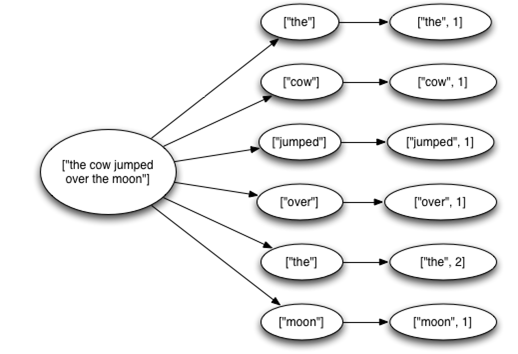 ["the"]
["the", 1]
["cow"]
["cow", 1]
["jumped"]
["jumped", 1]
["the cow jumped
over the moon"]
["over"]
["over", 1]
["the"]
["the", 2]
["moon"]
["moon", 1]